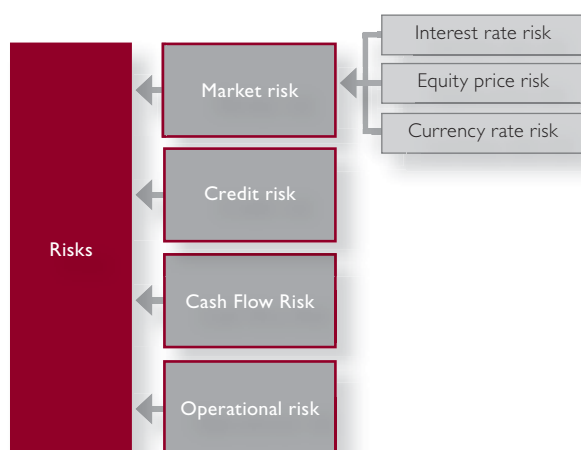 Interest rate risk
Market risk
Equity price risk
Currency rate risk
Credit risk
Risks
Cash Flow Risk
Operational risk